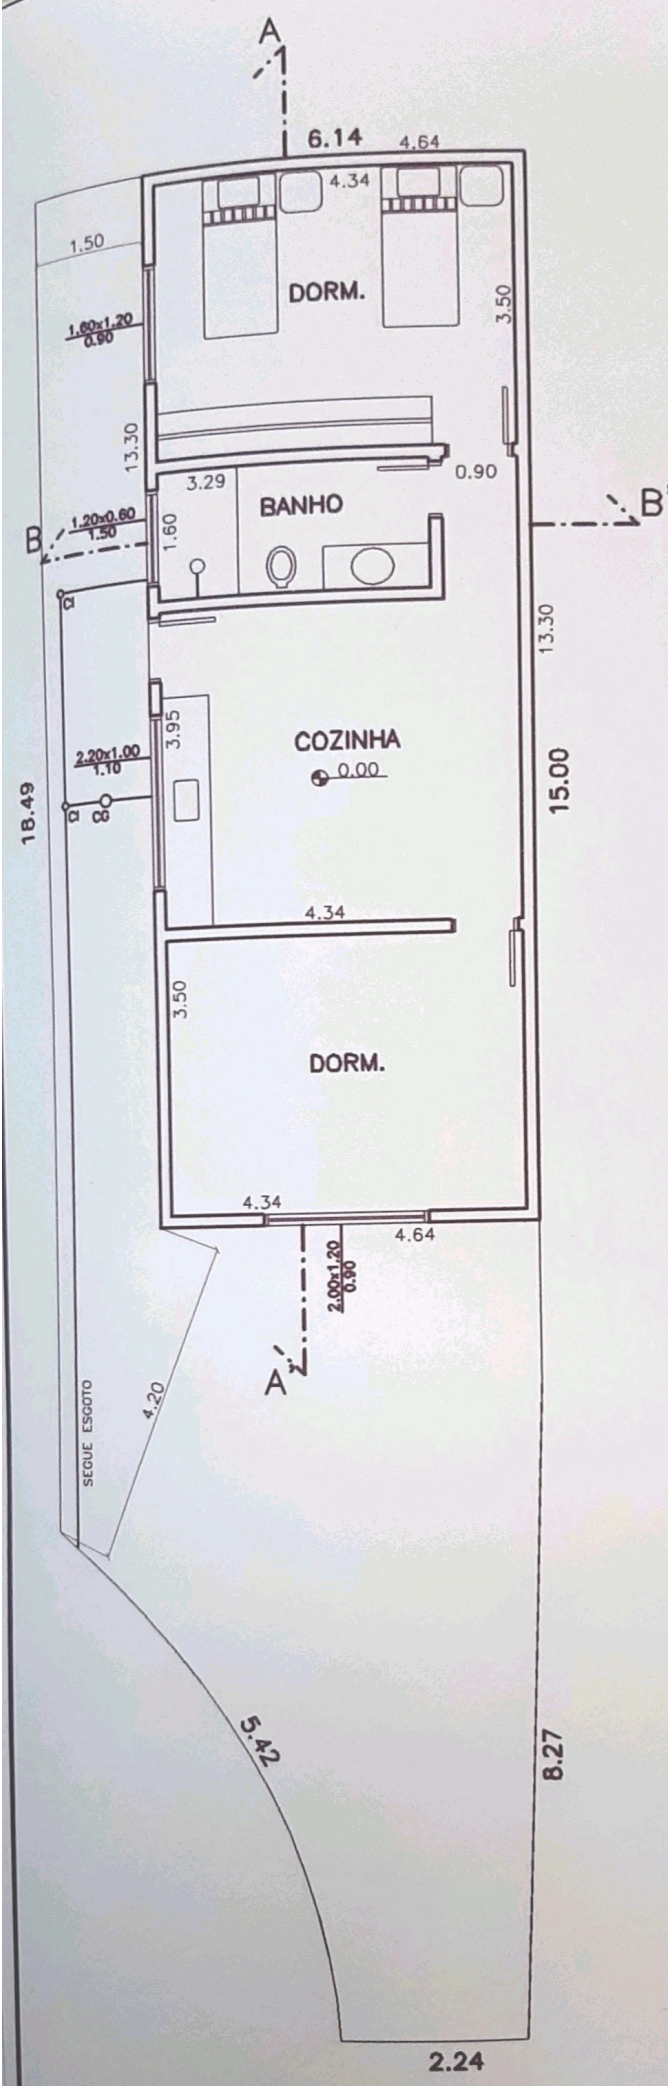 A
6.14
4.64
4.34
1.50
DORM.
3.50
1.60x1.20
0.90
13.30
0.90
3.29
BANHO
B
B
1.20x0.60
1.50
1.60
CI
13.30
3.95
COZINHA
0.00
2.20x1.00
1.10
15.00
18.49
CI
CG
4.34
3.50
DORM.
4.34
4.64
2.00x1.20
0.90
A
SEGUE ESGOTO
4.20
5.42
8.27
2.24